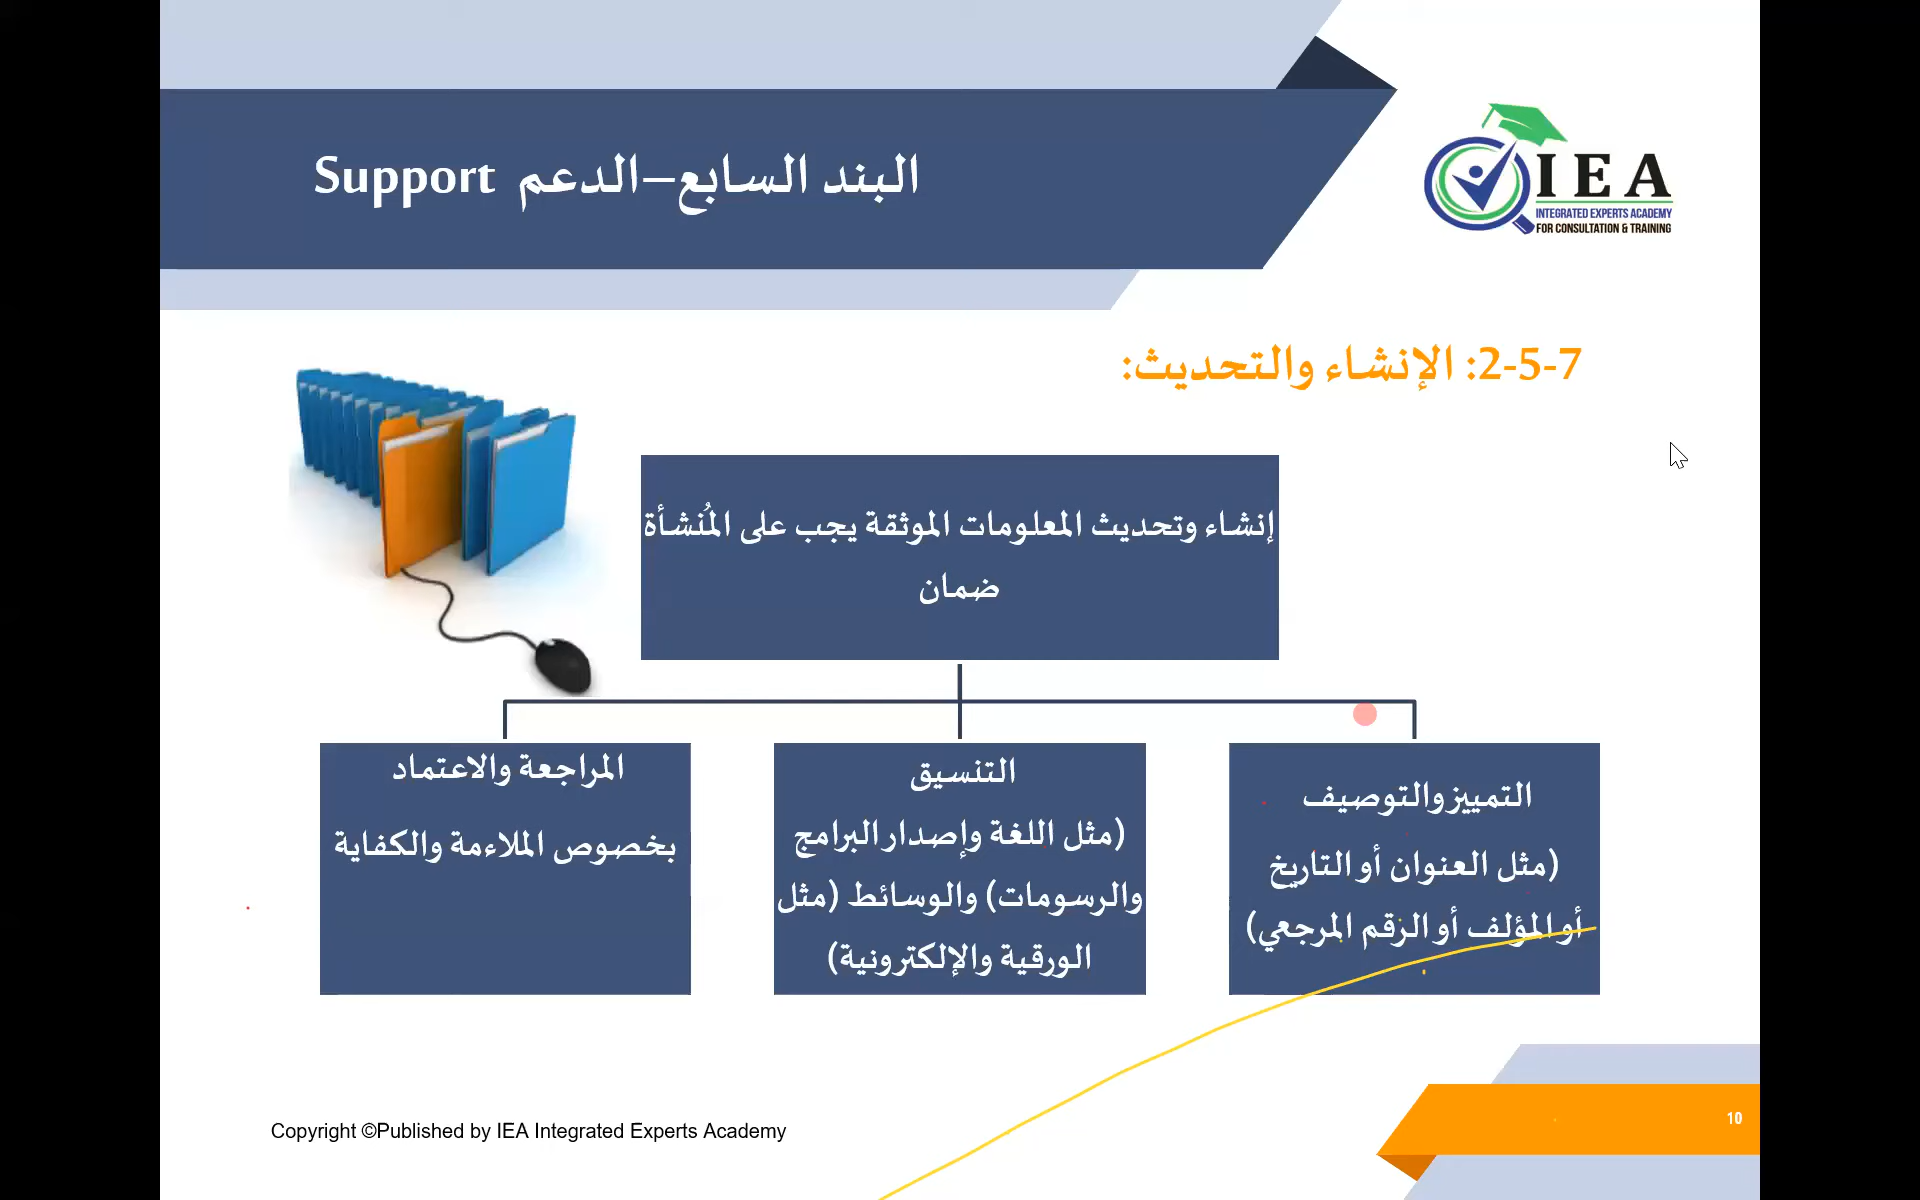 البند السابع–الدعم Support
IEA
INTEGRATED EXPERTS ACADEMY
FOR CONSULTATION & TRAINING
7-5-2: الإنشاء والتحديث:
إنشاء وتحديث المعلومات الموثقة يجب على المُنشأة
ضمان
التمييز والتوصيف
(مثل العنوان أو التاريخ
أو المؤلف أو الرقم المرجعي)
التنسيق
(مثل اللغة وإصدار البرامج
والرسومات) والوسائط (مثل
الورقية والإلكترونية)
المراجعة والاعتماد
بخصوص الملاءمة والكفاية
Copyright ©Published by IEA Integrated Experts Academy
10